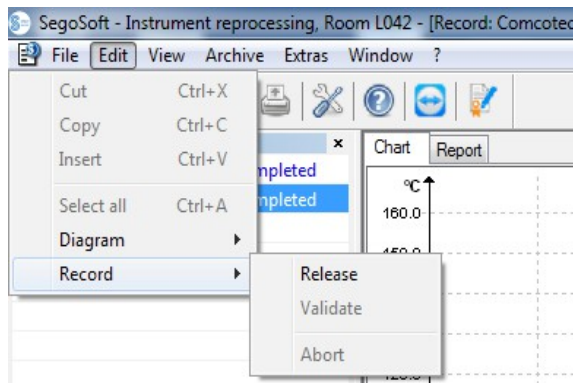 SegoSoft - Instrument reprocessing, Room L042 - [Record: Comcotec
File Edit View Archive Extras Window ?
Cut Ctrl+X
Copy Ctrl+C
Insert Ctrl+V
Select all Ctrl+A
Diagram
Record
Release
Validate
Abort
mpleted
mpleted
Chart Report
°C
160.0